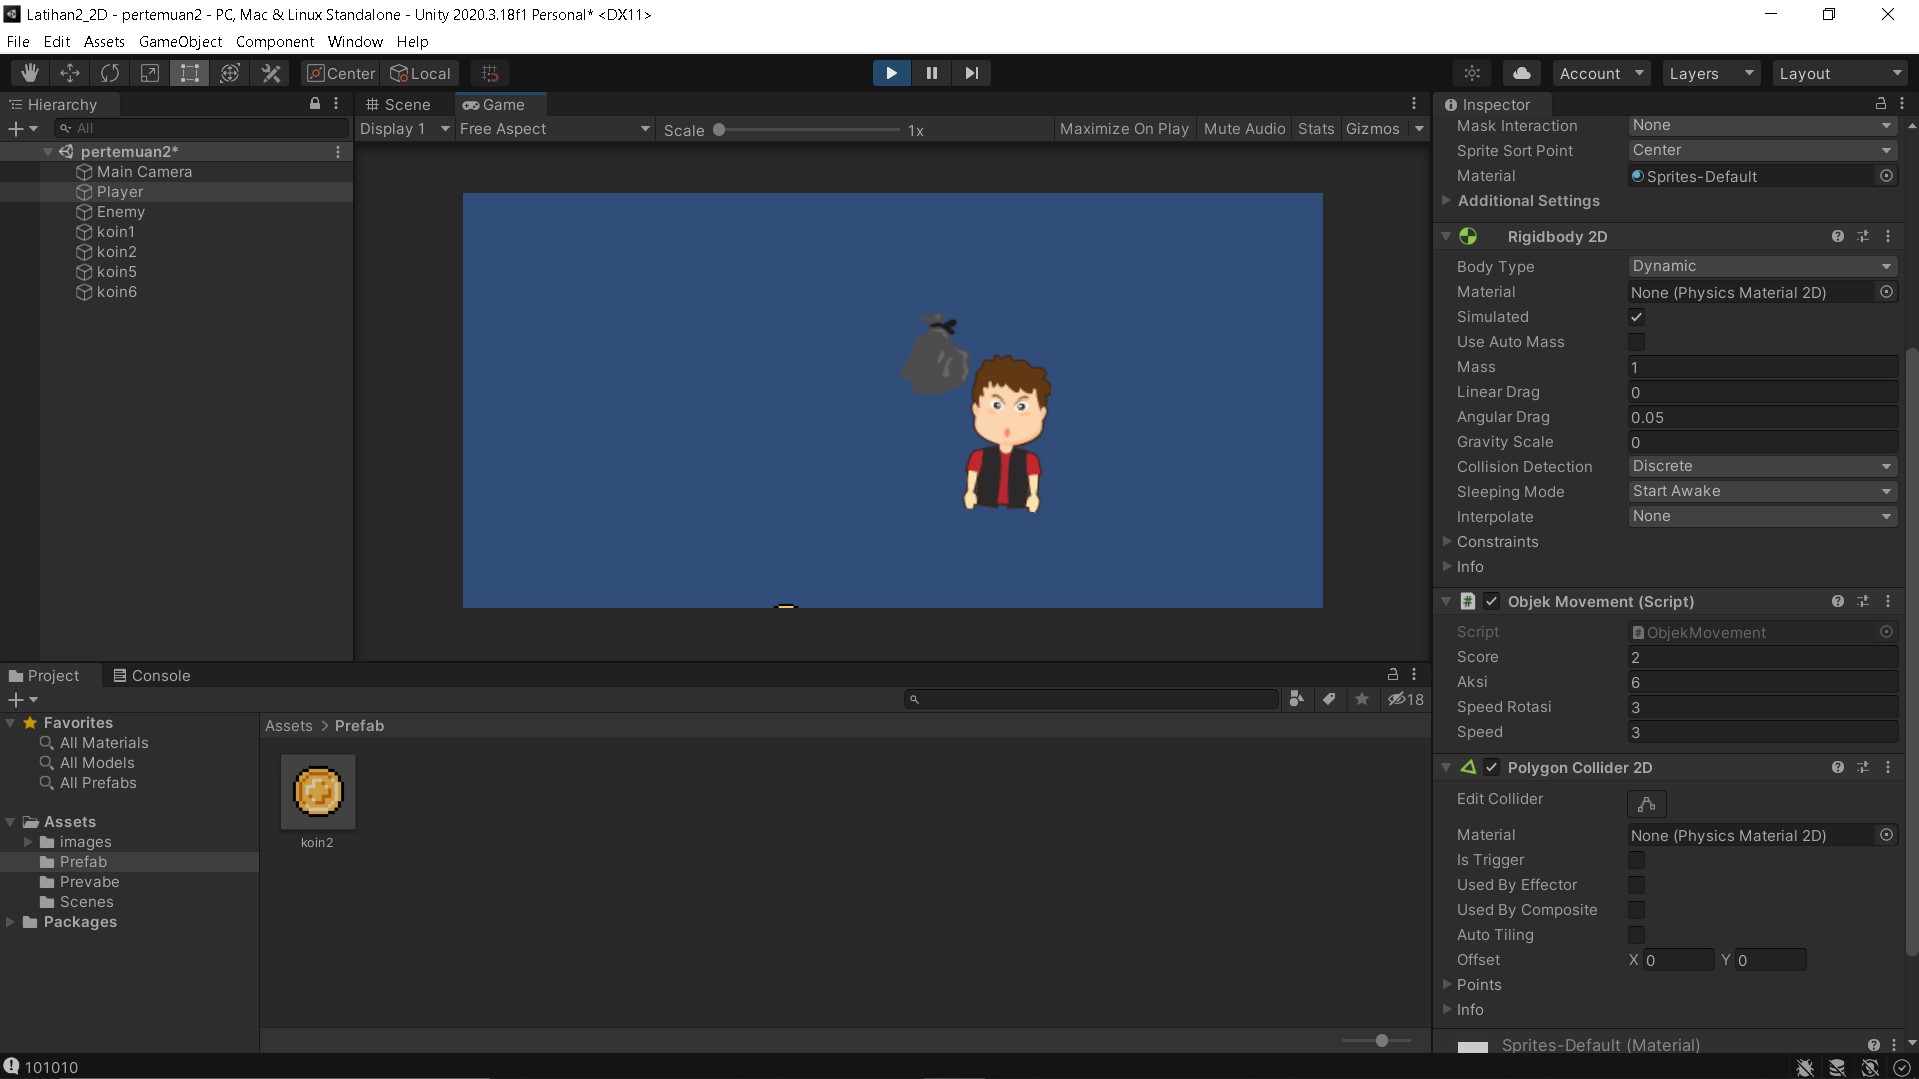 Latihan2_2D - pertemuan2 - PC, Mac & Linux Standalone - Unity 2020.3.18f1 Personal* <DX11>
File Edit Assets GameObject Component Window Help
Center Local Account Layers Layout
Hierarchy
All
pertemuan2*
Main Camera
Player
Enemy
koin1
koin2
koin5
koin6
Scene Game
Display 1 Free Aspect Scale 1x Maximize On Play Mute Audio Stats Gizmos
Project Console
18
Favorites
All Materials
All Models
All Prefabs
Assets
images
Prefab
Prevabe
Scenes
Packages
Assets > Prefab
koin2
Inspector
Mask Interaction None
Sprite Sort Point Center
Material Sprites-Default
Additional Settings
Rigidbody 2D
Body Type Dynamic
Material None (Physics Material 2D)
Simulated
Use Auto Mass
Mass 1
Linear Drag 0
Angular Drag 0.05
Gravity Scale 0
Collision Detection Discrete
Sleeping Mode Start Awake
Interpolate None
Constraints
Info
# Objek Movement (Script)
Script ObjekMovement
Score 2
Aksi 6
Speed Rotasi 3
Speed 3
Polygon Collider 2D
Edit Collider
Material None (Physics Material 2D)
Is Trigger
Used By Effector
Used By Composite
Auto Tiling
Offset X 0 Y 0
Points
Info
Sprites-Default (Material)
101010